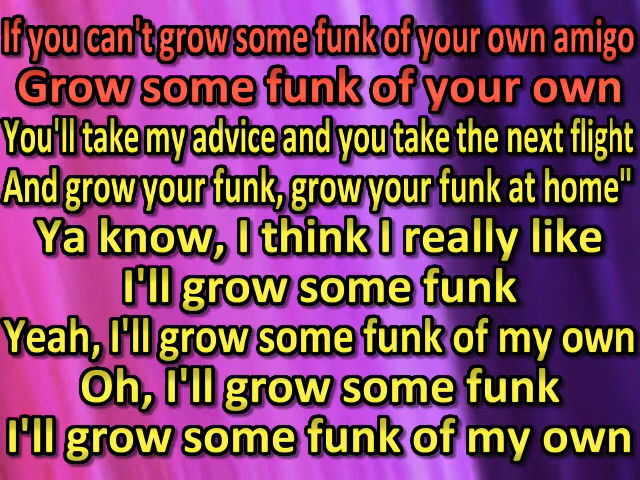 If you can't grow some funk of your own amigo
Grow some funk of your own
You'll take my advice and you take the next flight
And grow your funk, grow your funk at home"
Ya know, I think I really like
I'll grow some funk
Yeah, I'll grow some funk of my own
Oh, I'll grow some funk
I'll grow some funk of my own